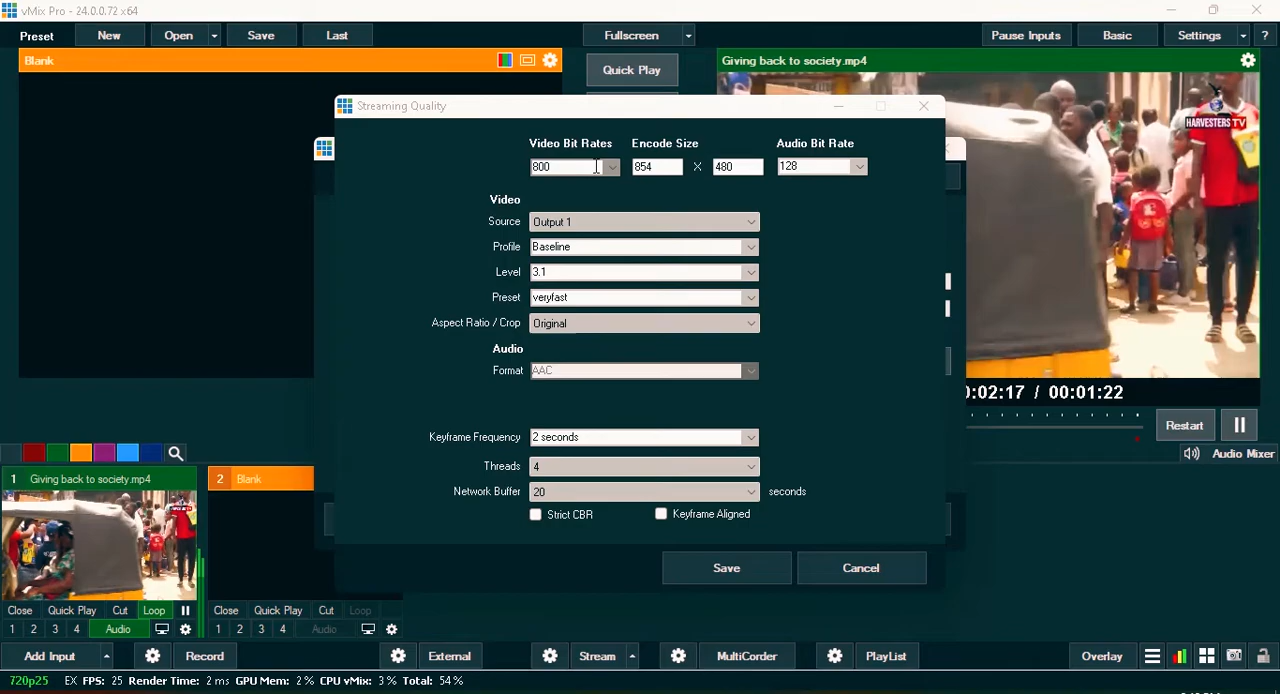 vMix Pro - 24.0.0.72 x64
Preset New Open Save Last Fullscreen Pause Inputs Basic Settings ?
Blank Quick Play Giving back to society.mp4
HARVESTERS TV
Streaming Quality
Video Bit Rates Encode Size Audio Bit Rate
800 854 X 480 128
Video
Source Output 1
Profile Baseline
Level 3.1
Preset veryfast
Aspect Ratio / Crop Original
Audio
Format AAC
:02:17 / 00:01:22
Restart
Keyframe Frequency 2 seconds
Audio Mixer
Threads 4
1 Giving back to society.mp4 2 Blank
Network Buffer 20 seconds
Strict CBR Keyframe Aligned
Save Cancel
Close Quick Play Cut Loop Close Quick Play Cut Loop
1 2 3 4 Audio 1 2 3 4 Audio
Add Input Record External Stream MultiCorder PlayList Overlay
720p25 EX FPS: 25 Render Time: 2 ms GPU Mem: 2 % CPU vMix: 3 % Total: 54 %